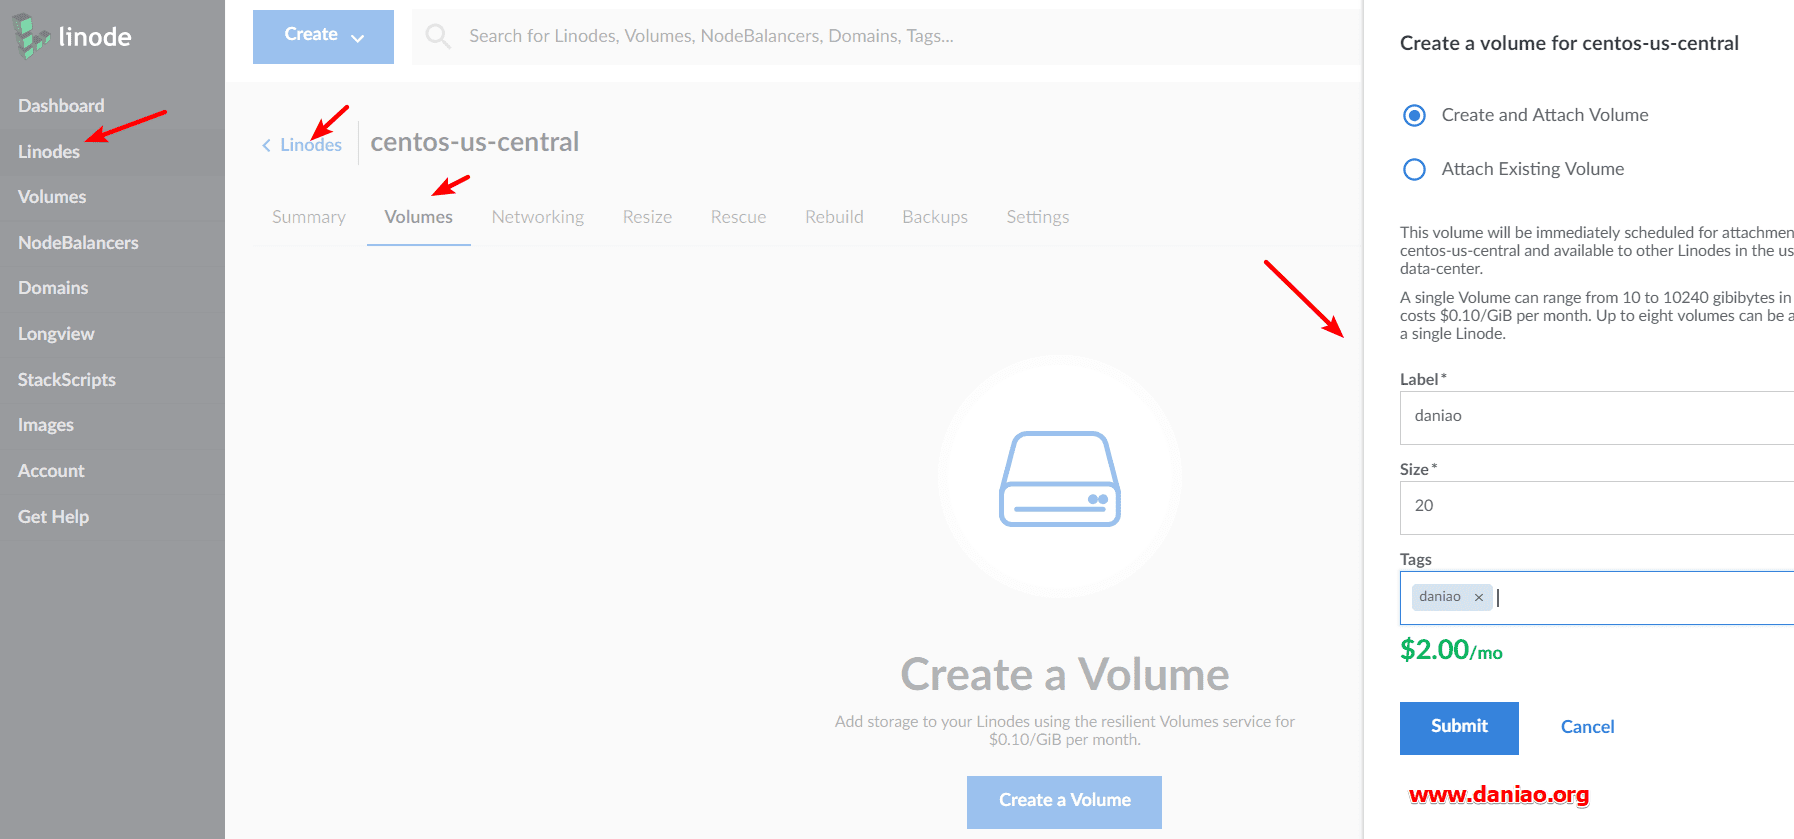 linode
Dashboard
Linodes
Volumes
NodeBalancers
Domains
Longview
StackScripts
Images
Account
Get Help
Create
Search for Linodes, Volumes, NodeBalancers, Domains, Tags...
Linodes
centos-us-central
Summary Volumes Networking Resize Rescue Rebuild Backups Settings
Create a Volume
Add storage to your Linodes using the resilient Volumes service for
$0.10/GiB per month.
Create a Volume
Create a volume for centos-us-central
Create and Attach Volume
Attach Existing Volume
This volume will be immediately scheduled for attachmen
centos-us-central and available to other Linodes in the us
data-center.
A single Volume can range from 10 to 10240 gibibytes in
costs $0.10/GiB per month. Up to eight volumes can be a
a single Linode.
Label*
daniao
Size*
20
Tags
daniao ×
$2.00/mo
Submit Cancel
www.daniao.org